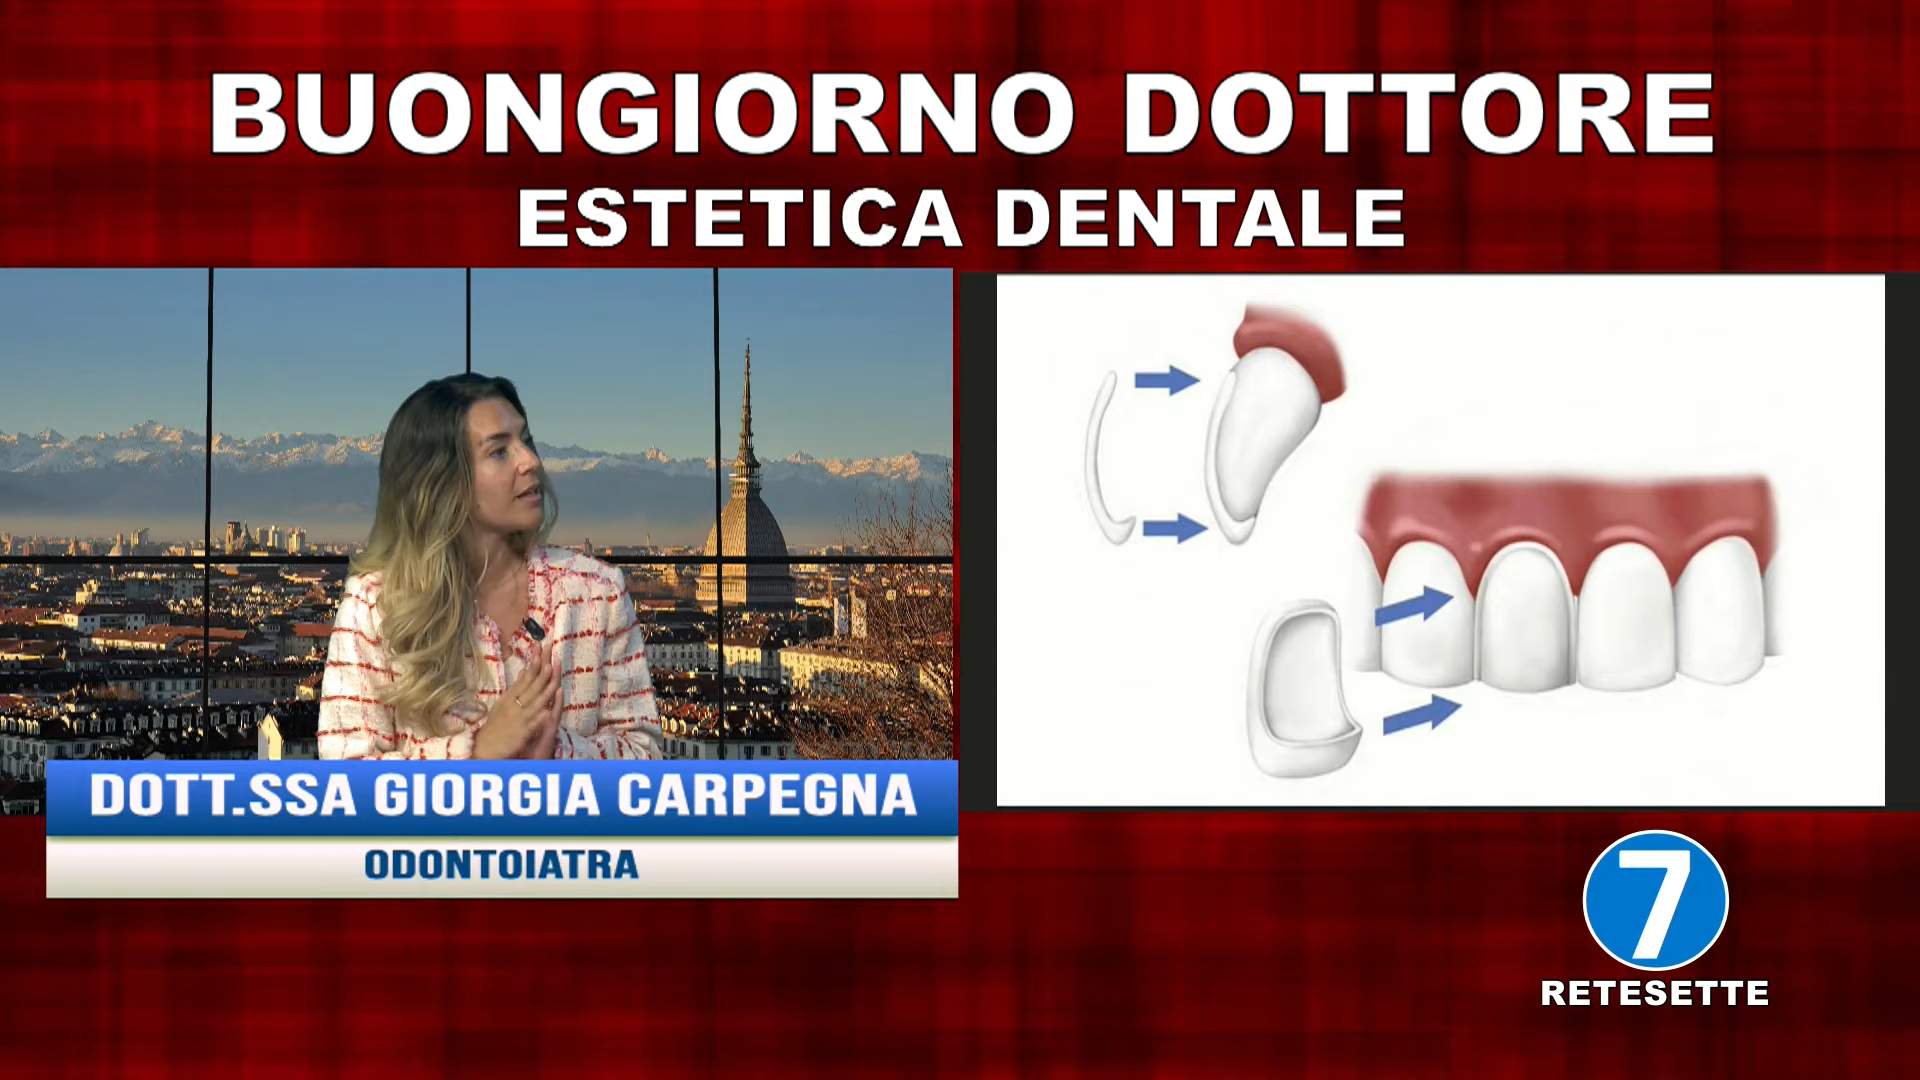 BUONGIORNO DOTTORE
ESTETICA DENTALE
DOTT.SSA GIORGIA CARPEGNA
ODONTOIATRA
7
RETESETTE